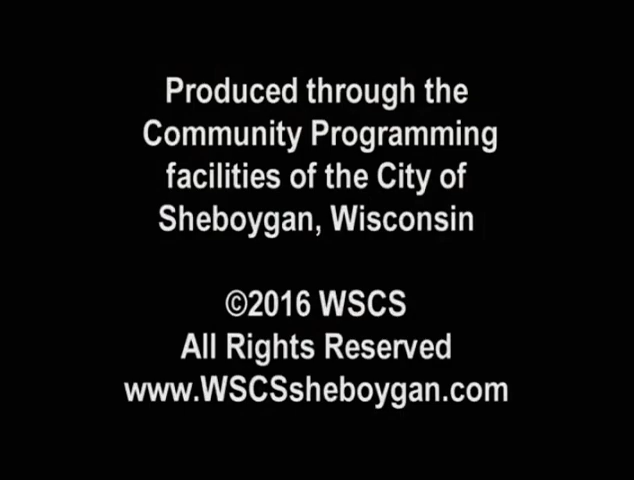 Produced through the
Community Programming
facilities of the City of
Sheboygan, Wisconsin
©2016 WSCS
All Rights Reserved
www.WSCSsheboygan.com